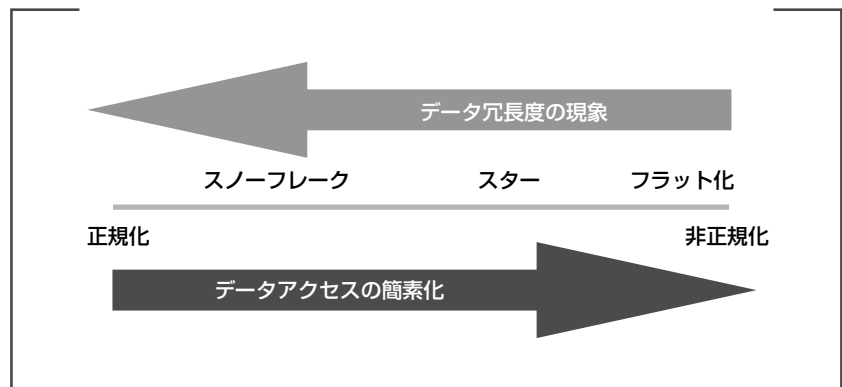 データ冗長度の現象
スノーフレーク スター フラット化
正規化 非正規化
データアクセスの簡素化